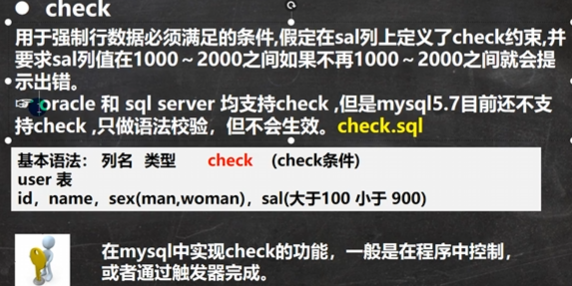 ● check
用于强制行数据必须满足的条件,假定在sal列上定义了check约束,并
要求sal列值在1000～2000之间如果不再1000～2000之间就会提
示出错。
☞oracle 和 sql server 均支持check ,但是mysql5.7目前还不支
持check ,只做语法校验，但不会生效。check.sql
基本语法： 列名 类型 check (check条件)
user 表
id，name，sex(man,woman)，sal(大于100 小于 900)
在mysql中实现check的功能，一般是在程序中控制，
或者通过触发器完成。